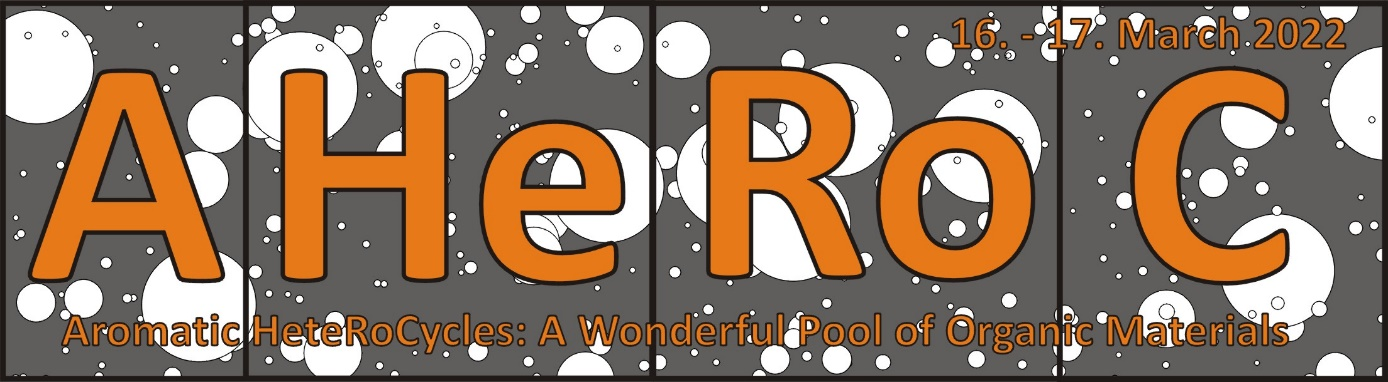 16. - 17. March 2022
AHeRoC
Aromatic HeteRoCycles: A Wonderful Pool of Organic Materials